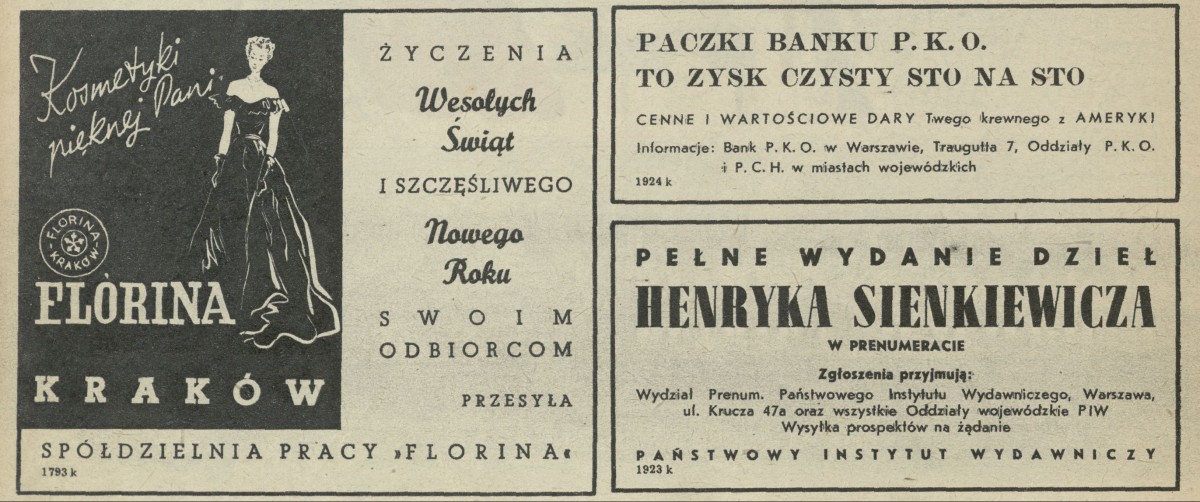 Kosmetyki
pięknej Pani
FLORINA
KRAKÓW
FLORINA
KRAKÓW
ŻYCZENIA
Wesołych
Świąt
I SZCZĘŚLIWEGO
Nowego
Roku
SWOIM
ODBIORCOM
PRZESYŁA
SPÓŁDZIELNIA PRACY »FLORINA«
1793 k
PACZKI BANKU P. K. O.
TO ZYSK CZYSTY STO NA STO
CENNE I WARTOŚCIOWE DARY Twego krewnego z AMERYKI
Informacje: Bank P. K. O. w Warszawie, Traugutta 7, Oddziały P. K. O.
i P. C. H. w miastach wojewódzkich
1924 k
PEŁNE WYDANIE DZIEŁ
HENRYKA SIENKIEWICZA
W PRENUMERACIE
Zgłoszenia przyjmują:
Wydział Prenum. Państwowego Instytutu Wydawniczego, Warszawa,
ul. Krucza 47a oraz wszystkie Oddziały wojewódzkie PIW
Wysyłka prospektów na żądanie
PAŃSTWOWY INSTYTUT WYDAWNICZY
1923 k